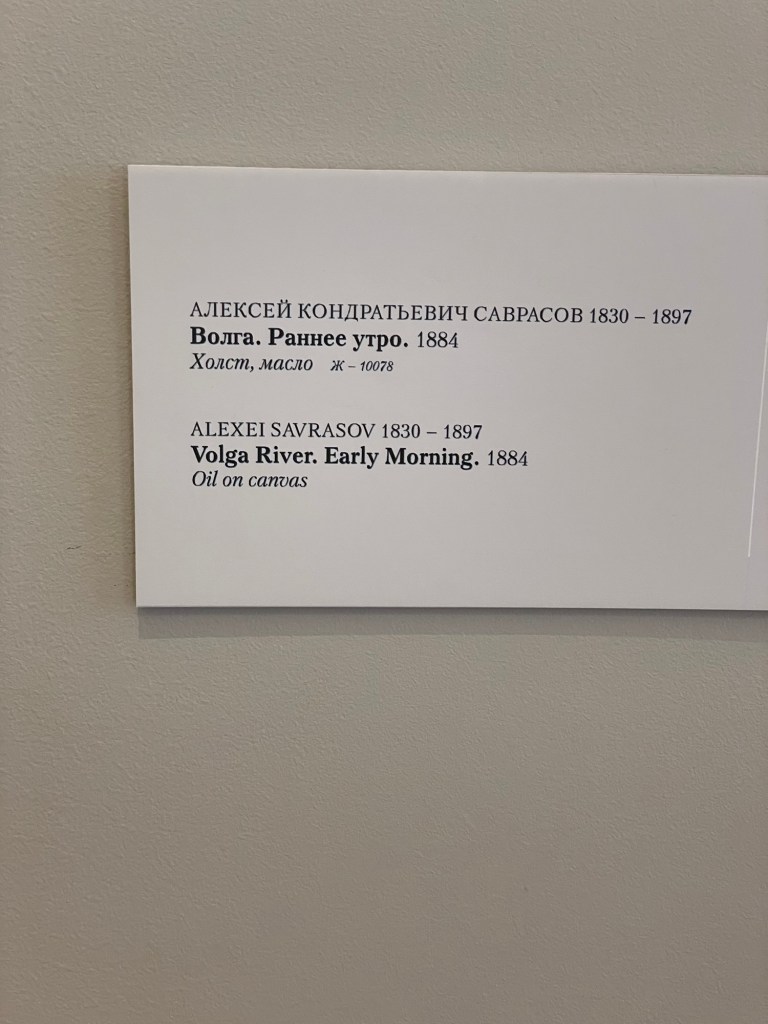 АЛЕКСЕЙ КОНДРАТЬЕВИЧ САВРАСОВ 1830 – 1897
Волга. Раннее утро. 1884
Холст, масло Ж – 10078
ALEXEI SAVRASOV 1830 – 1897
Volga River. Early Morning. 1884
Oil on canvas